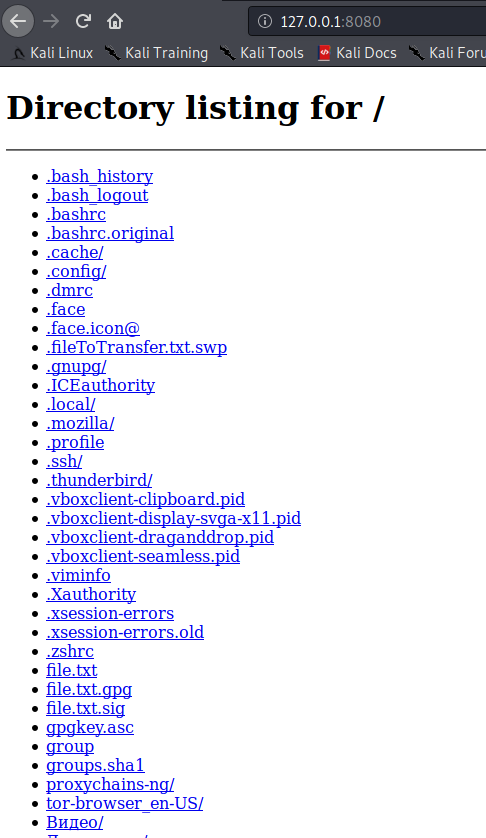 127.0.0.1:8080
Kali Linux Kali Training Kali Tools Kali Docs Kali Foru
Directory listing for /
.bash_history
.bash_logout
.bashrc
.bashrc.original
.cache/
.config/
.dmrc
.face
.face.icon@
.fileToTransfer.txt.swp
.gnupg/
.ICEauthority
.local/
.mozilla/
.profile
.ssh/
.thunderbird/
.vboxclient-clipboard.pid
.vboxclient-display-svga-x11.pid
.vboxclient-draganddrop.pid
.vboxclient-seamless.pid
.viminfo
.Xauthority
.xsession-errors
.xsession-errors.old
.zshrc
file.txt
file.txt.gpg
file.txt.sig
gpgkey.asc
group
groups.sha1
proxychains-ng/
tor-browser_en-US/
Видео/